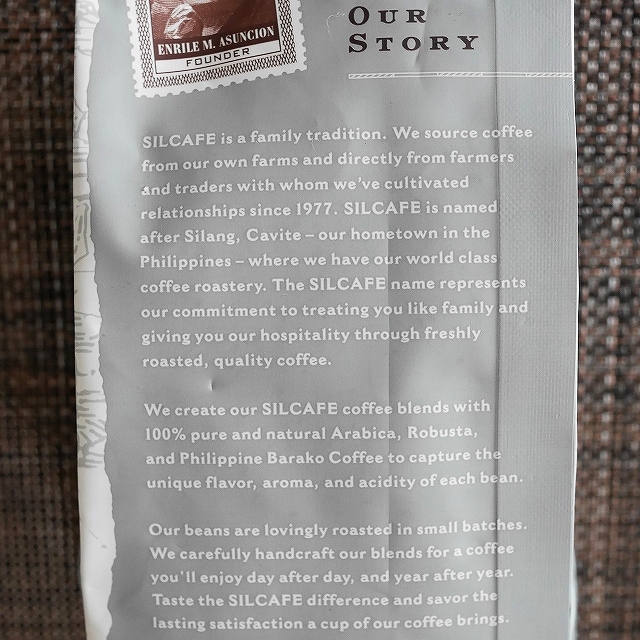 ENRILE M. ASUNCION
FOUNDER
OUR
STORY
SILCAFE is a family tradition. We source coffee
from our own farms and directly from farmers
and traders with whom we've cultivated
relationships since 1977. SILCAFE is named
after Silang, Cavite – our hometown in the
Philippines – where we have our world class
coffee roastery. The SILCAFE name represents
our commitment to treating you like family and
giving you our hospitality through freshly
roasted, quality coffee.
We create our SILCAFE coffee blends with
100% pure and natural Arabica, Robusta,
and Philippine Barako Coffee to capture the
unique flavor, aroma, and acidity of each bean.
Our beans are lovingly roasted in small batches.
We carefully handcraft our blends for a coffee
you'll enjoy day after day, and year after year.
Taste the SILCAFE difference and savor the
lasting satisfaction a cup of our coffee brings.